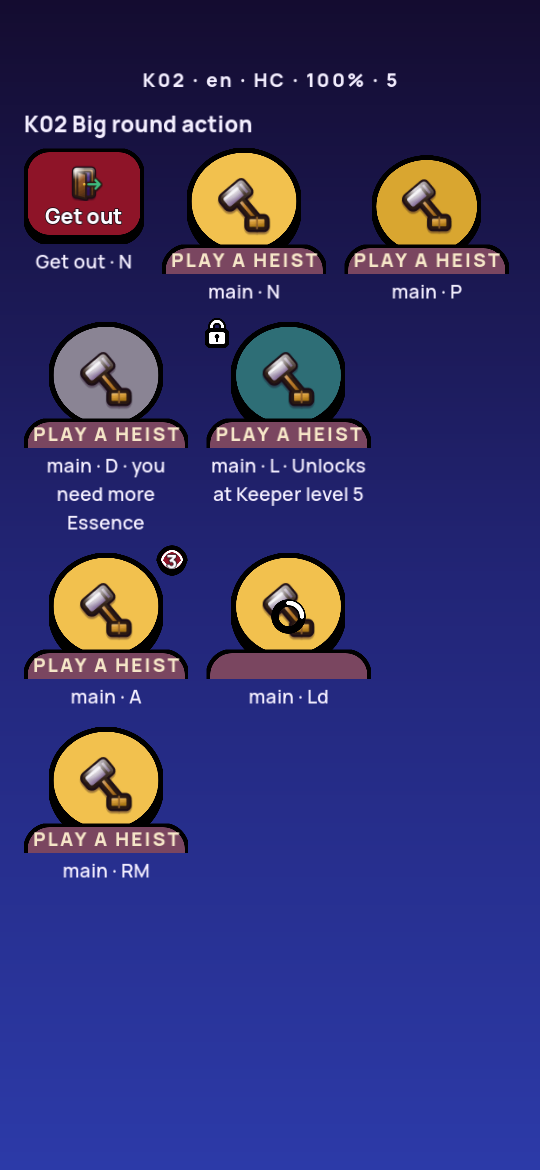 K02 · en · HC · 100% · 5
K02 Big round action
Get out
Get out · N
PLAY A HEIST
main · N
PLAY A HEIST
main · P
PLAY A HEIST
main · D · you
need more
Essence
PLAY A HEIST
main · L · Unlocks
at Keeper level 5
3
PLAY A HEIST
main · A
main · Ld
PLAY A HEIST
main · RM